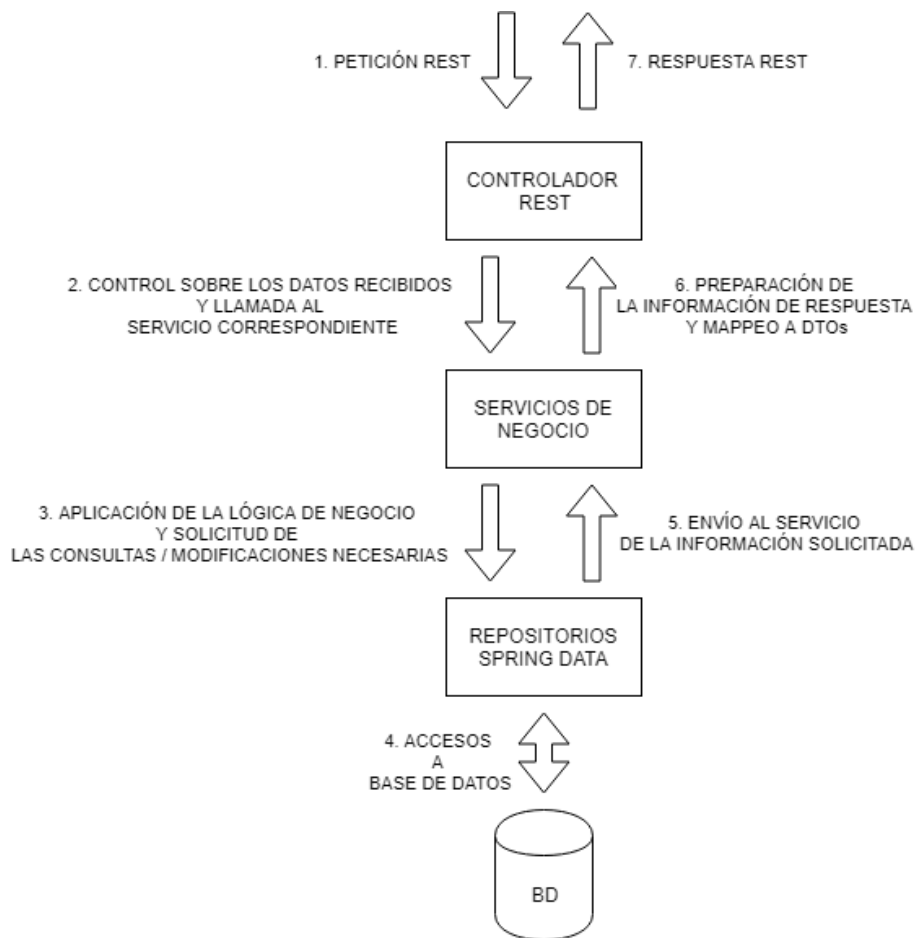 1. PETICIÓN REST
7. RESPUESTA REST
CONTROLADOR
REST
2. CONTROL SOBRE LOS DATOS RECIBIDOS
Y LLAMADA AL
SERVICIO CORRESPONDIENTE
6. PREPARACIÓN DE
LA INFORMACIÓN DE RESPUESTA
Y MAPPEO A DTOs
SERVICIOS DE
NEGOCIO
3. APLICACIÓN DE LA LÓGICA DE NEGOCIO
Y SOLICITUD DE
LAS CONSULTAS / MODIFICACIONES NECESARIAS
5. ENVÍO AL SERVICIO
DE LA INFORMACIÓN SOLICITADA
REPOSITORIOS
SPRING DATA
4. ACCESOS
A
BASE DE DATOS
BD